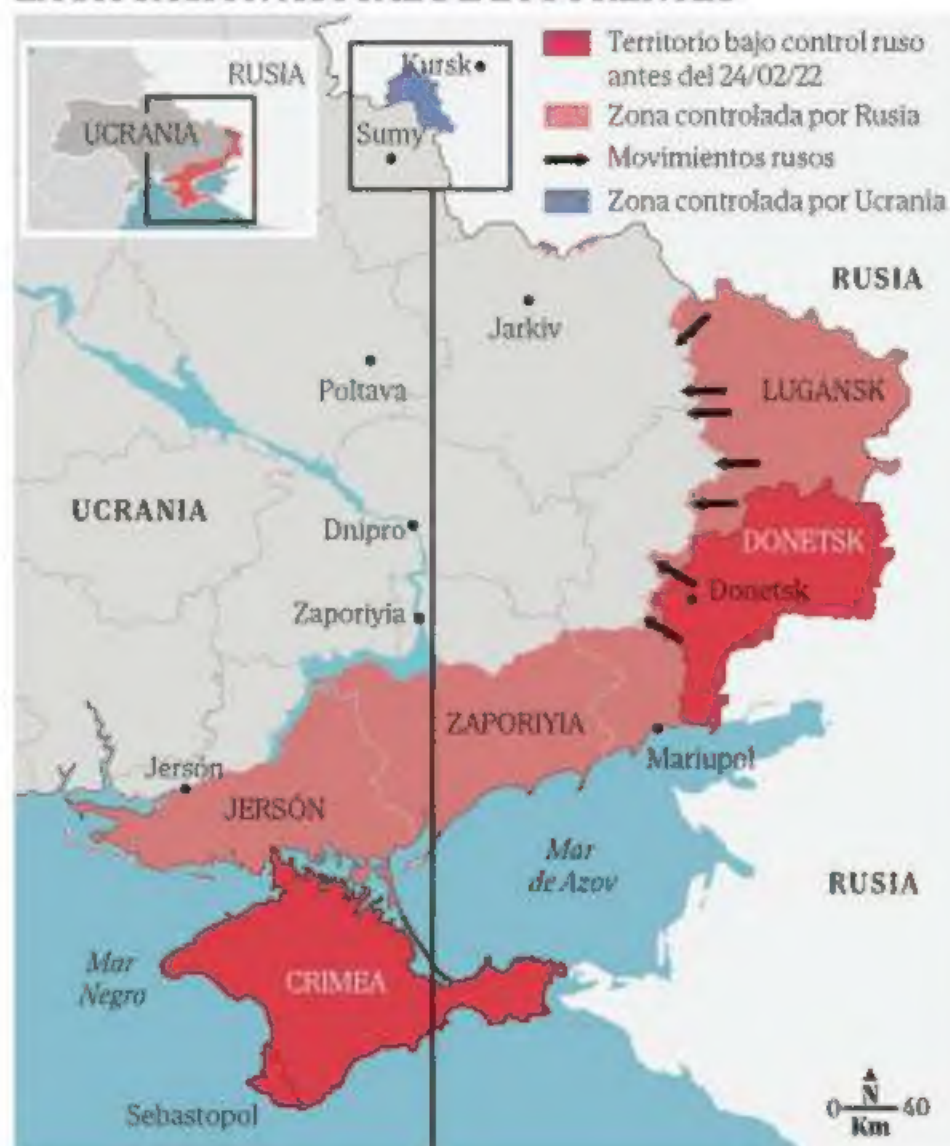 RUSIA
UCRANIA
Kursk
Sumy
Territorio bajo control ruso
antes del 24/02/22
Zona controlada por Rusia
Movimientos rusos
Zona controlada por Ucrania
RUSIA
Jarkiv
Poltava
LUGANSK
UCRANIA
Dnipro
DONETSK
Donetsk
Zaporiyia
ZAPORIYIA
Mariupol
Jersón
JERSÓN
Mar
de Azov
RUSIA
Mar
Negro
CRIMEA
Sebastopol
N
0 40
Km